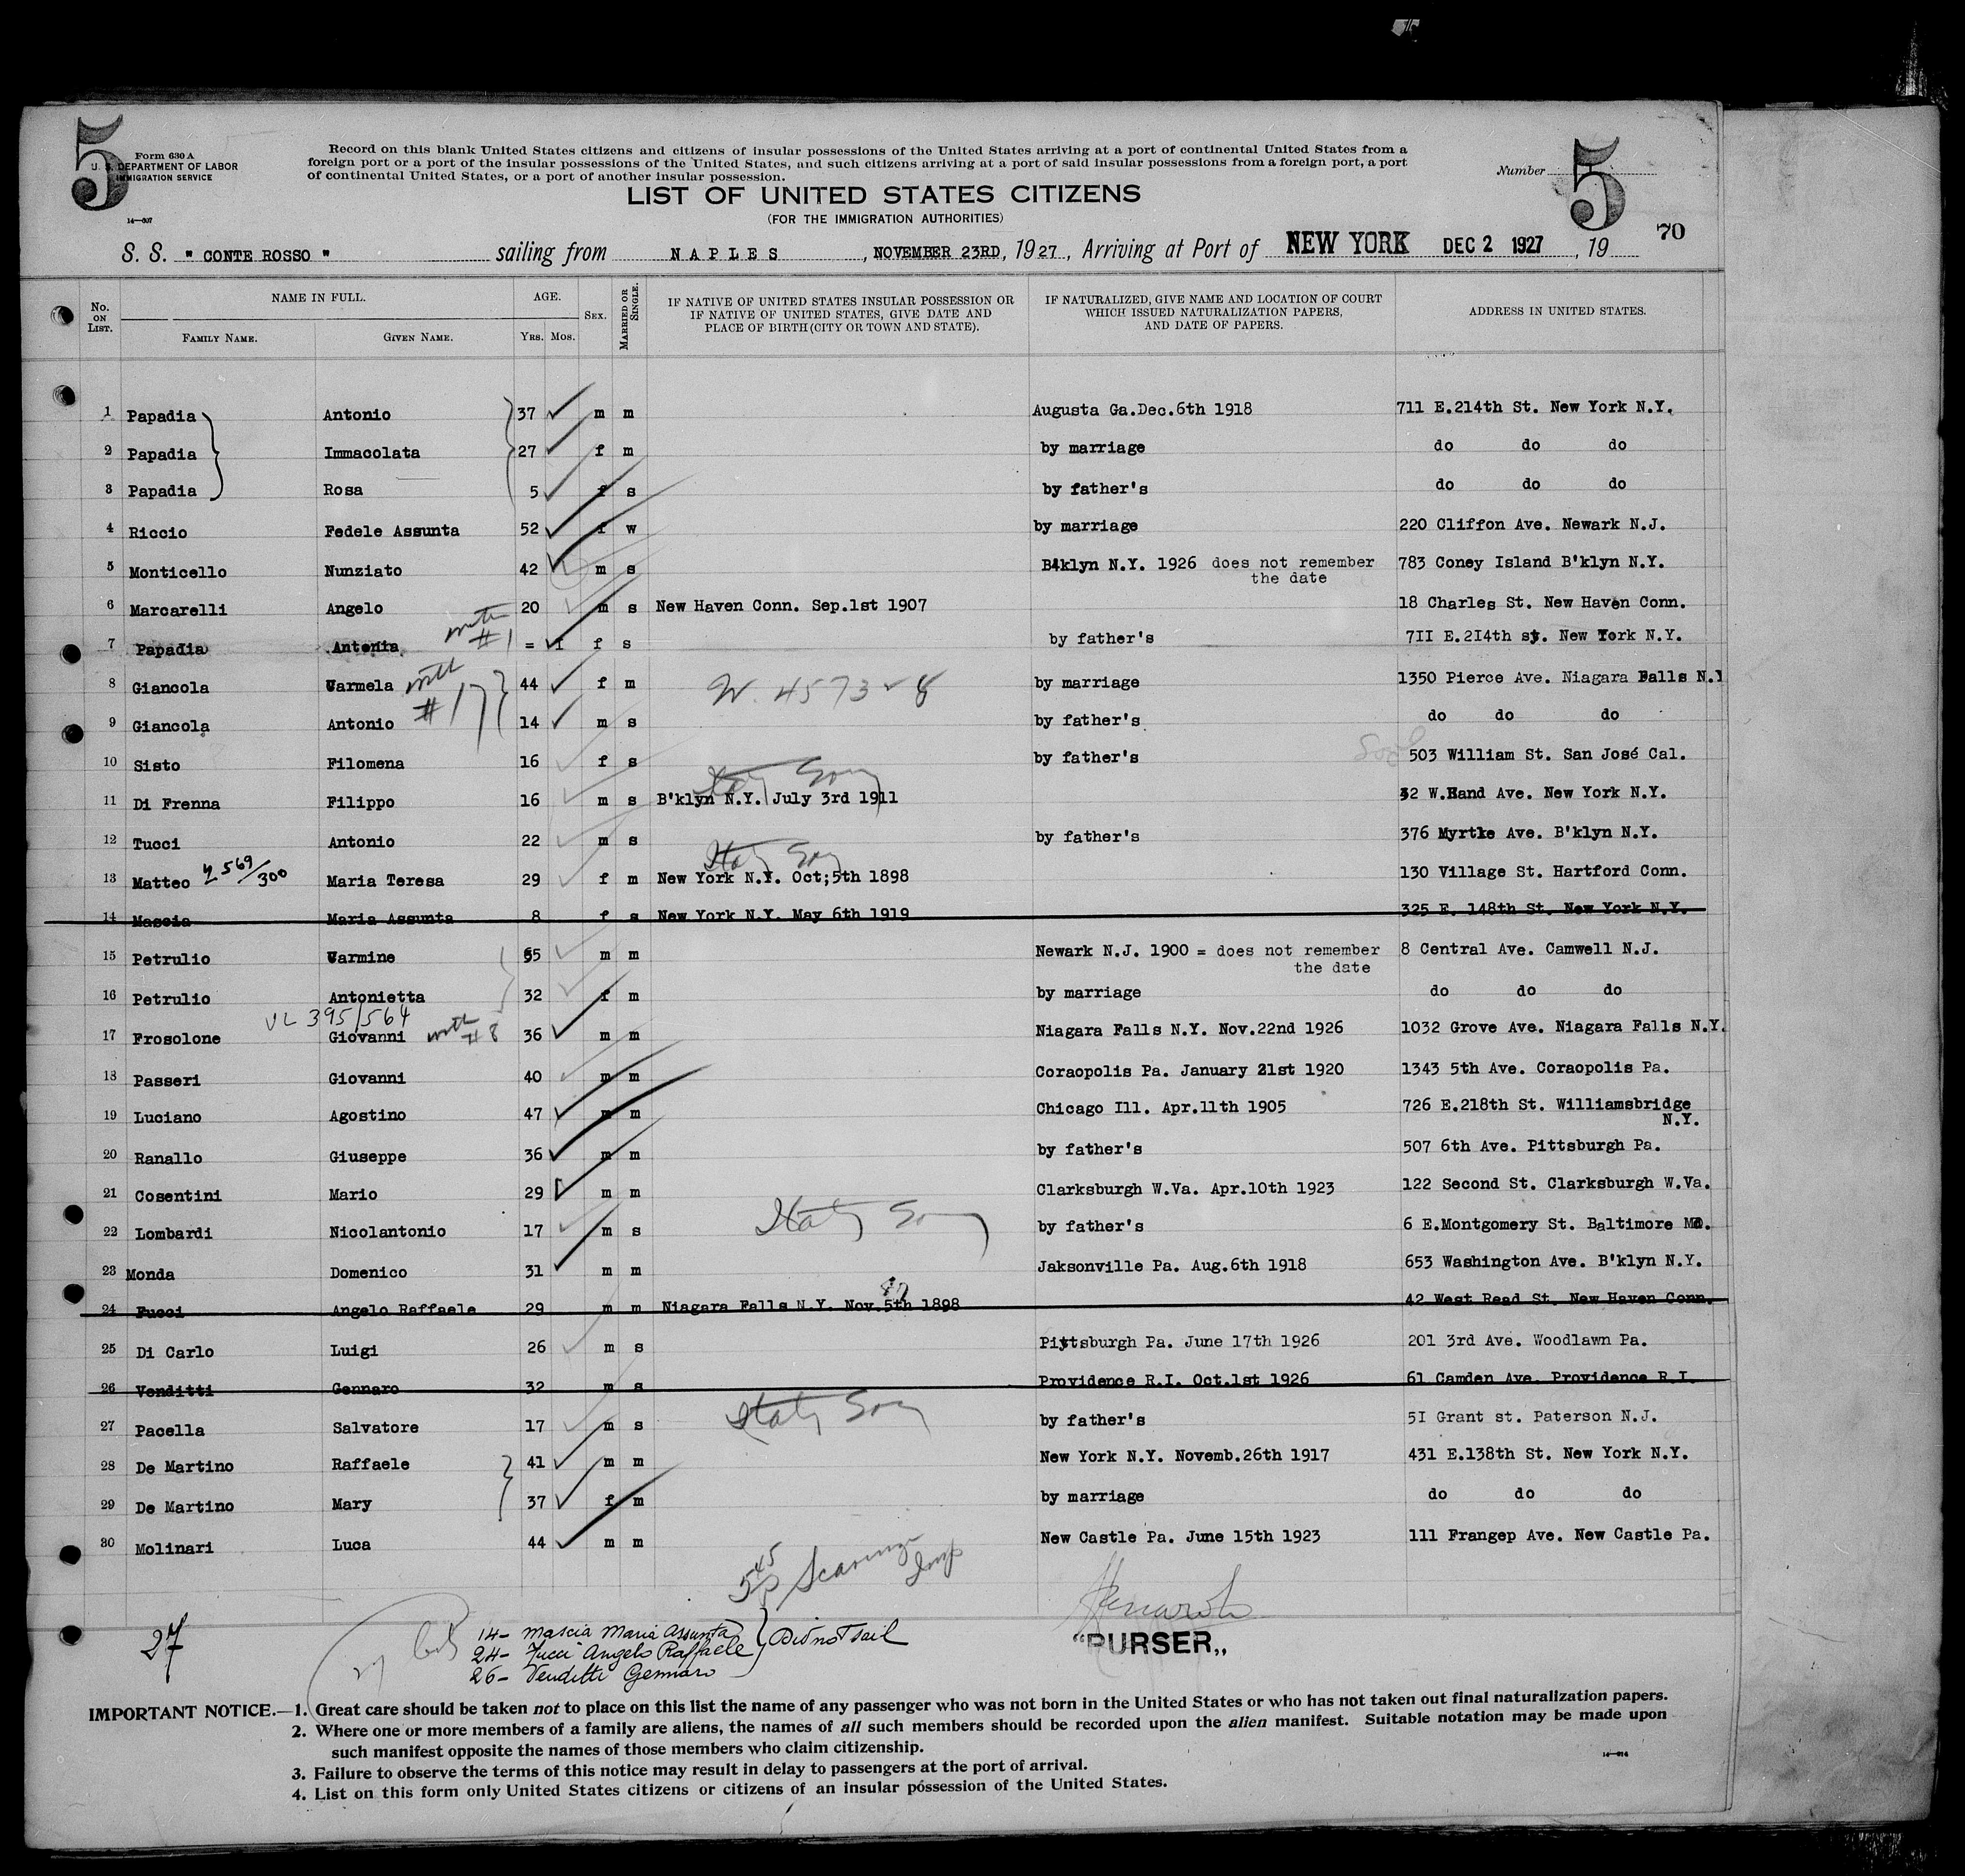 5
Form 630 A
U. S. DEPARTMENT OF LABOR
IMMIGRATION SERVICE
14—507
Record on this blank United States citizens and citizens of insular possessions of the United States arriving at a port of continental United States from a
foreign port or a port of the insular possessions of the United States, and such citizens arriving at a port of said insular possessions from a foreign port, a port
of continental United States, or a port of another insular possession.
LIST OF UNITED STATES CITIZENS
(FOR THE IMMIGRATION AUTHORITIES)
Number 5
70
S. S. " CONTE ROSSO " sailing from NAPLES, NOVEMBER 23RD, 1927, Arriving at Port of NEW YORK DEC 2 1927, 19
No. ON LIST. NAME IN FULL. FAMILY NAME. GIVEN NAME. AGE. YRS. MOS. SEX. MARRIED OR SINGLE. IF NATIVE OF UNITED STATES INSULAR POSSESSION OR IF NATIVE OF UNITED STATES, GIVE DATE AND PLACE OF BIRTH (CITY OR TOWN AND STATE). IF NATURALIZED, GIVE NAME AND LOCATION OF COURT WHICH ISSUED NATURALIZATION PAPERS, AND DATE OF PAPERS. ADDRESS IN UNITED STATES.
1 Papadia Antonio 37 m m Augusta Ga.Dec.6th 1918 711 E.214th St. New York N.Y.
2 Papadia Immacolata 27 f m by marriage do do do
3 Papadia Rosa 5 f s by father's do do do
4 Riccio Fedele Assunta 52 f w by marriage 220 Cliffon Ave. Newark N.J.
5 Monticello Nunziato 42 m s B'klyn N.Y. 1926 does not remember the date 783 Coney Island B'klyn N.Y.
6 Marcarelli Angelo 20 m s New Haven Conn. Sep.1st 1907 18 Charles St. New Haven Conn.
7 Papadia Antonia with #1 = 1 f s by father's 7II E.2I4th st. New York N.Y.
8 Giancola Carmela with #17 44 f m W. 4573 - 8 by marriage 1350 Pierce Ave. Niagara Falls N.Y
9 Giancola Antonio 14 m s by father's do do do
10 Sisto Filomena 16 f s by father's 503 William St. San José Cal.
Italy
11 Di Frenna Filippo 16 m s B'klyn N.Y. July 3rd 1911 32 W.Hand Ave. New York N.Y.
12 Tucci Antonio 22 m s by father's 376 Myrtke Ave. B'klyn N.Y.
Italy
13 Matteo 569/300 Maria Teresa 29 f m New York N.Y. Oct;5th 1898 130 Village St. Hartford Conn.
14 Mascia Maria Assunta 8 f s New York N.Y. May 6th 1919 325 E. 148th St. New York N.Y.
15 Petrulio Carmine 55 m m Newark N.J. 1900 = does not remember the date 8 Central Ave. Camwell N.J.
16 Petrulio Antonietta 32 f m by marriage do do do
VL 395/564
17 Frosolone Giovanni with #8 36 m m Niagara Falls N.Y. Nov.22nd 1926 1032 Grove Ave. Niagara Falls N.Y.
18 Passeri Giovanni 40 m m Coraopolis Pa. January 21st 1920 1343 5th Ave. Coraopolis Pa.
19 Luciano Agostino 47 m m Chicago Ill. Apr.11th 1905 726 E.218th St. Williamsbridge N.Y.
20 Ranallo Giuseppe 36 m m by father's 507 6th Ave. Pittsburgh Pa.
21 Cosentini Mario 29 m m Clarksburgh W.Va. Apr.10th 1923 122 Second St. Clarksburgh W.Va.
22 Lombardi Nicolantonio 17 m s Italy by father's 6 E.Montgomery St. Baltimore Md.
23 Monda Domenico 31 m m Jaksonville Pa. Aug.6th 1918 653 Washington Ave. B'klyn N.Y.
24 Fucci Angelo Raffaele 29 m m Niagara Falls N.Y. Nov.5th 1898 42 West Read St. New Haven Conn.
25 Di Carlo Luigi 26 m s Pittsburgh Pa. June 17th 1926 201 3rd Ave. Woodlawn Pa.
26 Venditti Gennaro 32 m s Providence R.I. Oct.1st 1926 61 Camden Ave. Providence R.I.
27 Pacella Salvatore 17 m s Italy by father's 5I Grant st. Paterson N.J.
28 De Martino Raffaele 41 m m New York N.Y. Novemb.26th 1917 431 E.138th St. New York N.Y.
29 De Martino Mary 37 f m by marriage do do do
30 Molinari Luca 44 m m New Castle Pa. June 15th 1923 111 Frangep Ave. New Castle Pa.
27
14- Mascia Maria Assunta
24- Fucci Angelo Raffaele
26- Venditti Gennaro
Did not sail
"PURSER„
IMPORTANT NOTICE.—1. Great care should be taken not to place on this list the name of any passenger who was not born in the United States or who has not taken out final naturalization papers.
2. Where one or more members of a family are aliens, the names of all such members should be recorded upon the alien manifest. Suitable notation may be made upon
such manifest opposite the names of those members who claim citizenship.
3. Failure to observe the terms of this notice may result in delay to passengers at the port of arrival.
4. List on this form only United States citizens or citizens of an insular possession of the United States.